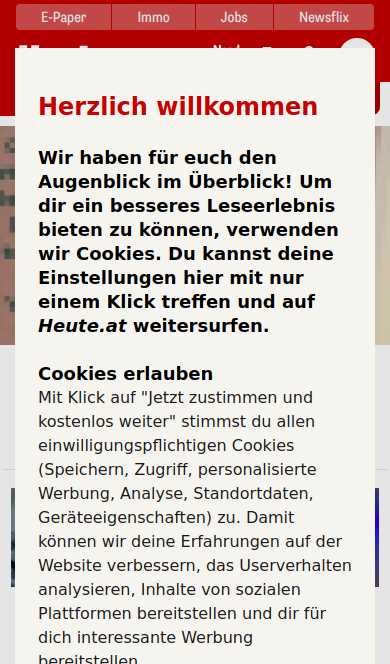 E-Paper
Immo
Jobs
Newsflix
Herzlich willkommen
Wir haben für euch den
Augenblick im Überblick! Um
dir ein besseres Leseerlebnis
bieten zu können, verwenden
wir Cookies. Du kannst deine
Einstellungen hier mit nur
einem Klick treffen und auf
Heute.at weitersurfen.
Cookies erlauben
Mit Klick auf "Jetzt zustimmen und
kostenlos weiter" stimmst du allen
einwilligungspflichtigen Cookies
(Speichern, Zugriff, personalisierte
Werbung, Analyse, Standortdaten,
Geräteeigenschaften) zu. Damit
können wir deine Erfahrungen auf der
Website verbessern, das Userverhalten
analysieren, Inhalte von sozialen
Plattformen bereitstellen und dir für
dich interessante Werbung
bereitstellen